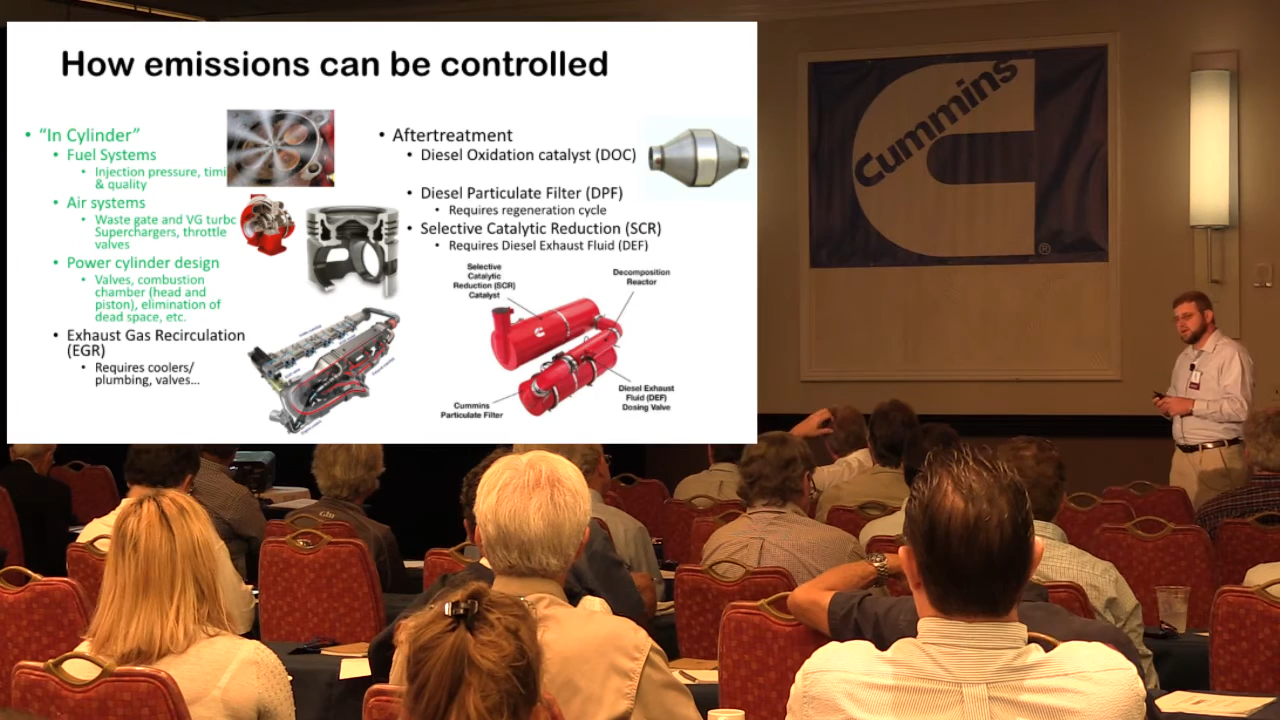 How emissions can be controlled
• “In Cylinder”
• Fuel Systems
• Injection pressure, timi
& quality
• Air systems
• Waste gate and VG turbo
Superchargers, throttle
valves
• Power cylinder design
• Valves, combustion
chamber (head and
piston), elimination of
dead space, etc.
• Exhaust Gas Recirculation
(EGR)
• Requires coolers/
plumbing, valves...
• Aftertreatment
• Diesel Oxidation catalyst (DOC)
• Diesel Particulate Filter (DPF)
• Requires regeneration cycle
• Selective Catalytic Reduction (SCR)
• Requires Diesel Exhaust Fluid (DEF)
Selective
Catalytic
Reduction (SCR)
Catalyst
Decomposition
Reactor
Cummins
Particulate Filter
Diesel Exhaust
Fluid (DEF)
Dosing Valve
Cummins
®